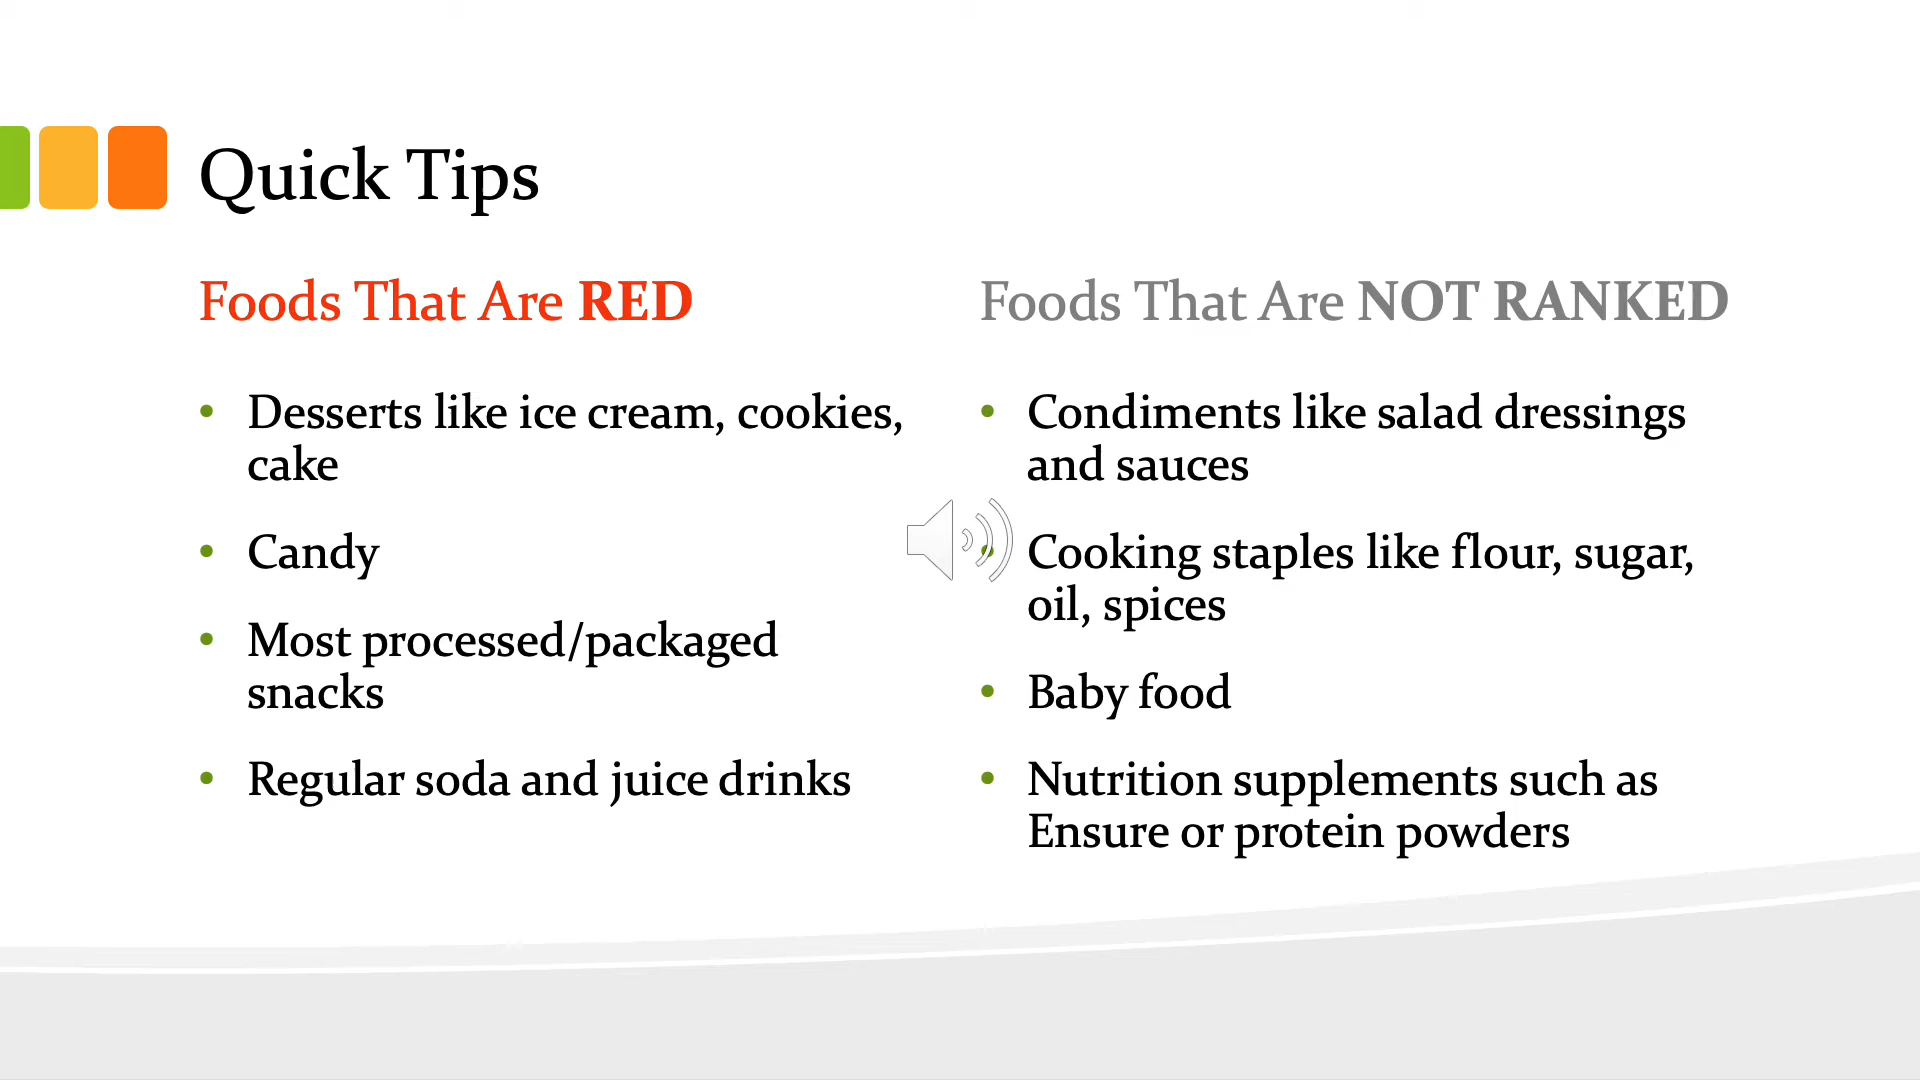 Quick Tips
Foods That Are RED
• Desserts like ice cream, cookies,
cake
• Candy
• Most processed/packaged
snacks
• Regular soda and juice drinks
Foods That Are NOT RANKED
• Condiments like salad dressings
and sauces
• Cooking staples like flour, sugar,
oil, spices
• Baby food
• Nutrition supplements such as
Ensure or protein powders